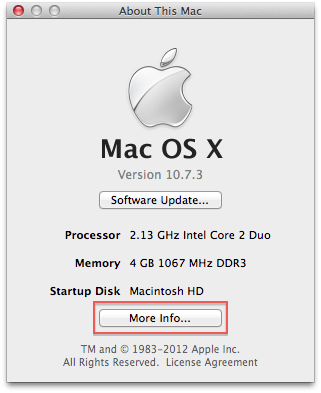 About This Mac
Mac OS X
Version 10.7.3
Software Update...
Processor 2.13 GHz Intel Core 2 Duo
Memory 4 GB 1067 MHz DDR3
Startup Disk Macintosh HD
More Info...
TM and © 1983-2012 Apple Inc.
All Rights Reserved. License Agreement